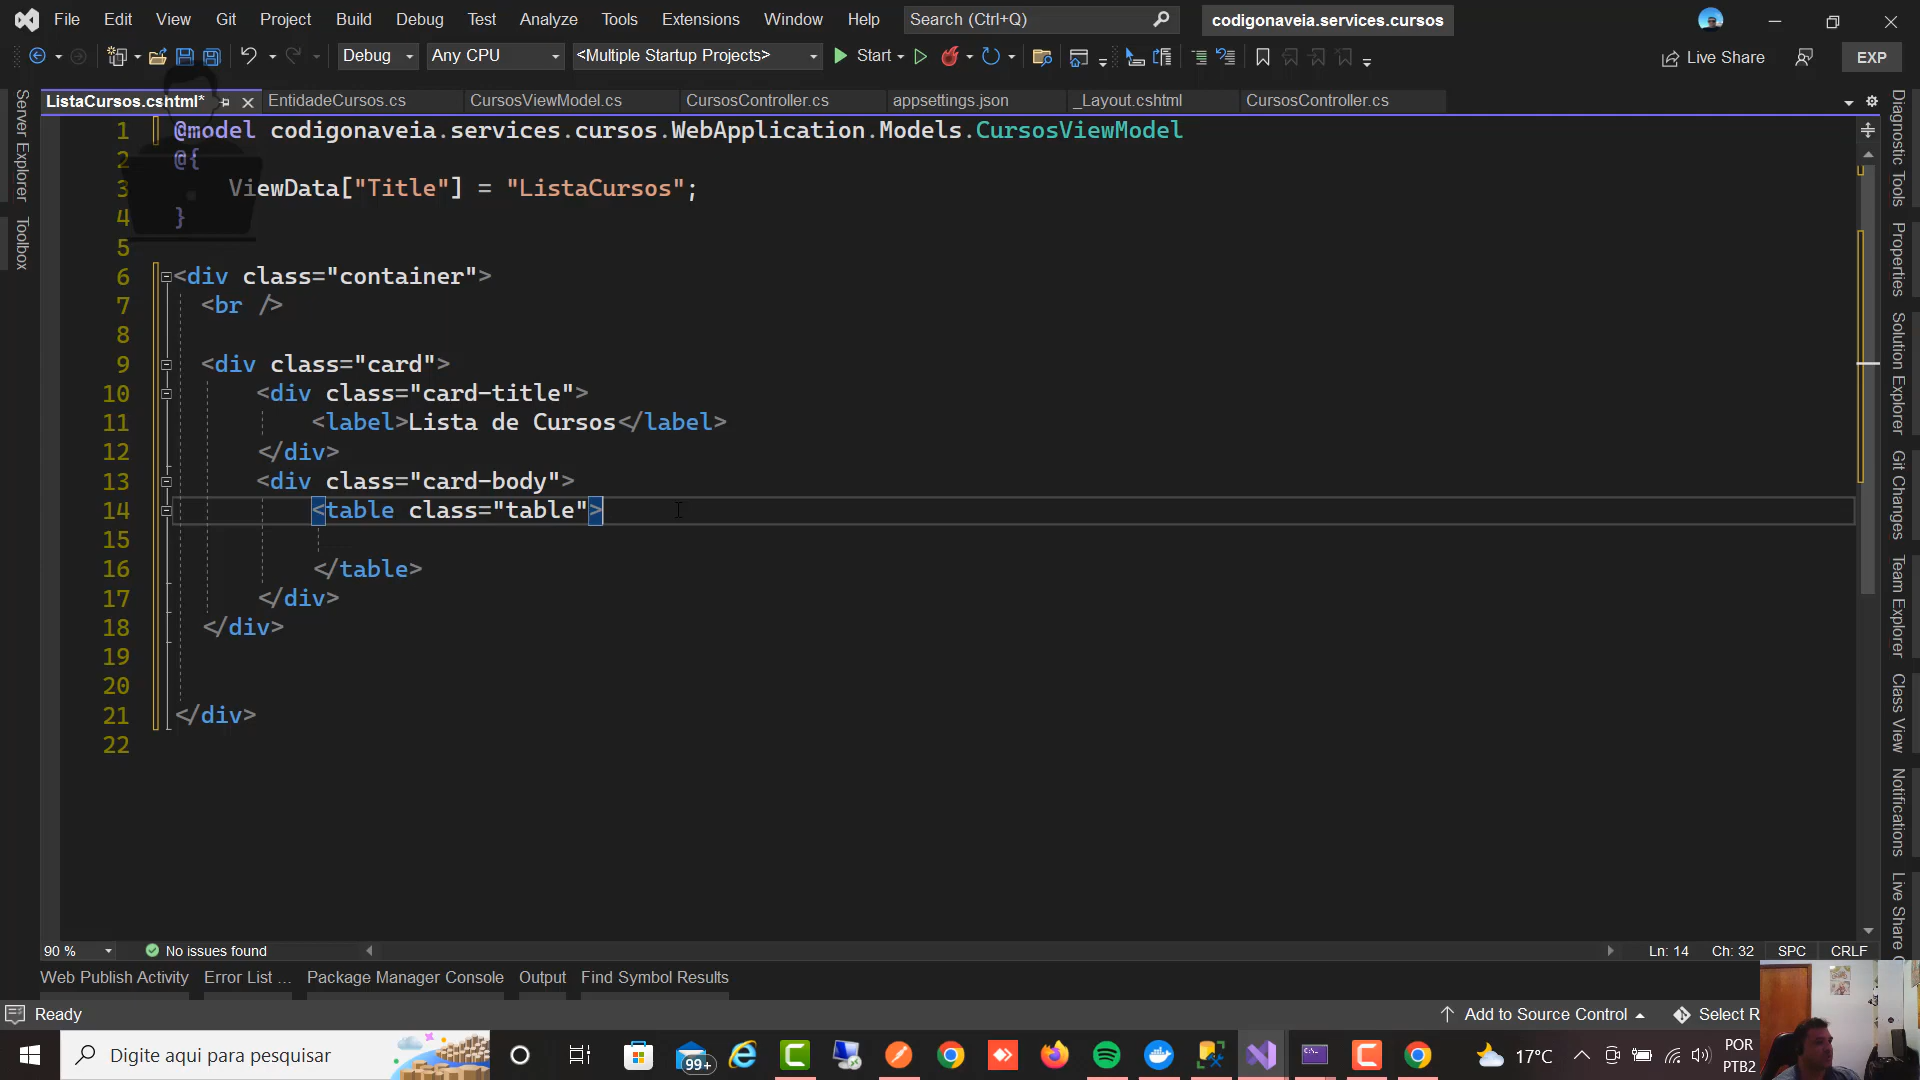 File Edit View Git Project Build Debug Test Analyze Tools Extensions Window Help Search (Ctrl+Q) codigonaveia.services.cursos
Debug Any CPU <Multiple Startup Projects> Start Live Share EXP
ListaCursos.cshtml* EntidadeCursos.cs CursosViewModel.cs CursosController.cs appsettings.json _Layout.cshtml CursosController.cs
Server Explorer
Toolbox
1 @model codigonaveia.services.cursos.WebApplication.Models.CursosViewModel
2 @{
3 ViewData["Title"] = "ListaCursos";
4 }
5
6 <div class="container">
7 <br />
8
9 <div class="card">
10 <div class="card-title">
11 <label>Lista de Cursos</label>
12 </div>
13 <div class="card-body">
14 <table class="table">
15
16 </table>
17 </div>
18 </div>
19
20
21 </div>
22
Diagnostic Tools
Properties
Solution Explorer
Git Changes
Team Explorer
Class View
Notifications
Live Share
90 % No issues found Ln: 14 Ch: 32 SPC CRLF
Web Publish Activity Error List ... Package Manager Console Output Find Symbol Results
Ready Add to Source Control Select R
Digite aqui para pesquisar 99+ 17°C POR
PTB2